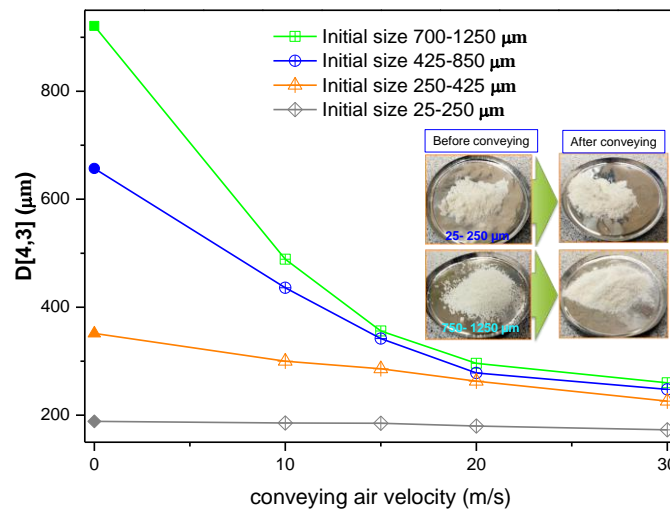 Initial size 700-1250 μm
Initial size 425-850 μm
Initial size 250-425 μm
Initial size 25-250 μm
Before conveying
After conveying
25- 250 μm
750- 1250 μm
D[4,3] (μm)
800
600
400
200
0
10
15
20
30
conveying air velocity (m/s)